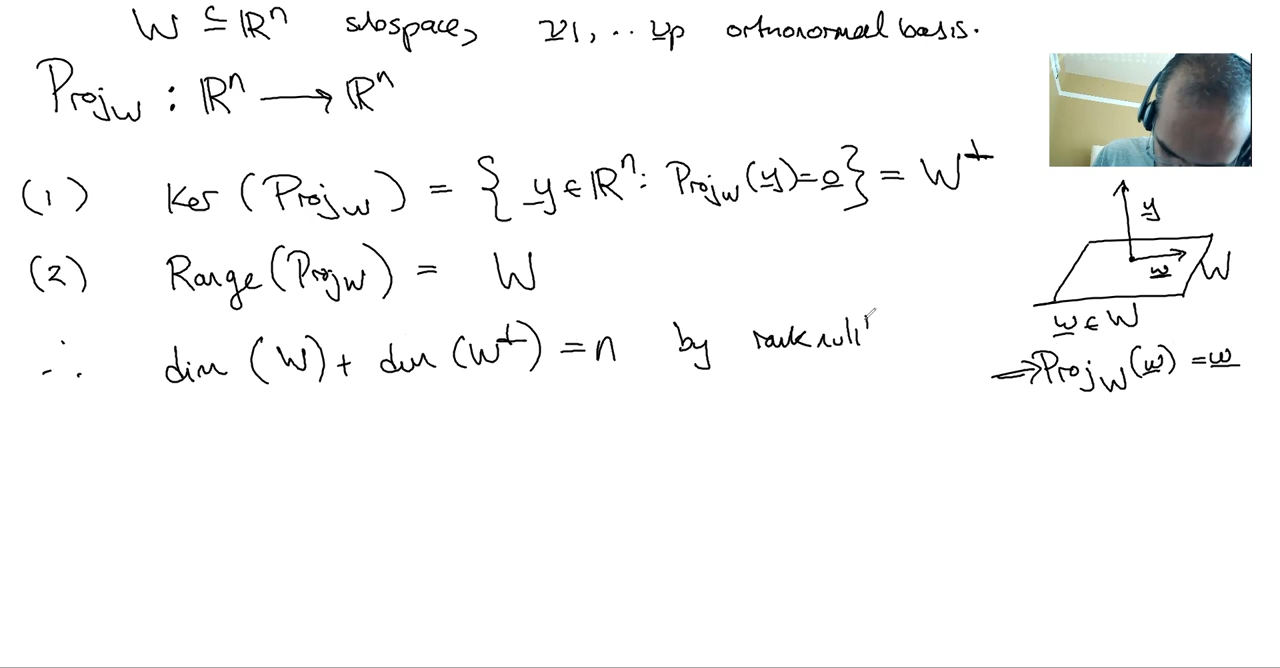 W ⊆ ℝⁿ subspace, v1, .. vp orthonormal basis.
Proj_W : ℝⁿ ⟶ ℝⁿ
(1) Ker (Proj_W) = { y ∈ ℝⁿ : Proj_W(y) = 0 } = W^⊥
(2) Range (Proj_W) = W
∴ dim (W) + dim (W^⊥) = n by rank null
y
w
W
w ∈ W
⟹ Proj_W (w) = w